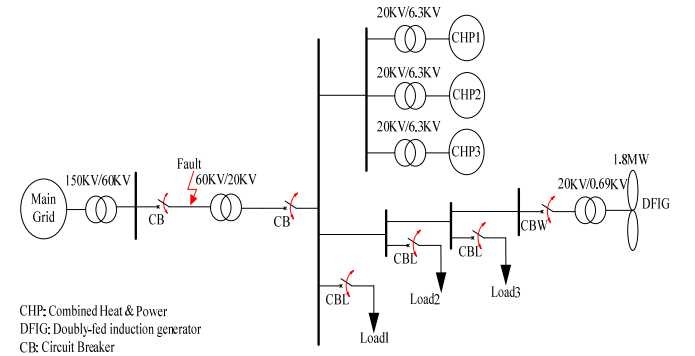 20KV/6.3KV
CHP1
20KV/6.3KV
CHP2
20KV/6.3KV
CHP3
Fault
1.8MW
150KV/60KV
60KV/20KV
20KV/0.69KV
Main
Grid
DFIG
CB
CB
CBW
CBL
CBL
CBL
Load2
Load3
Load1
CHP: Combined Heat & Power
DFIG: Doubly-fed induction generator
CB: Circuit Breaker